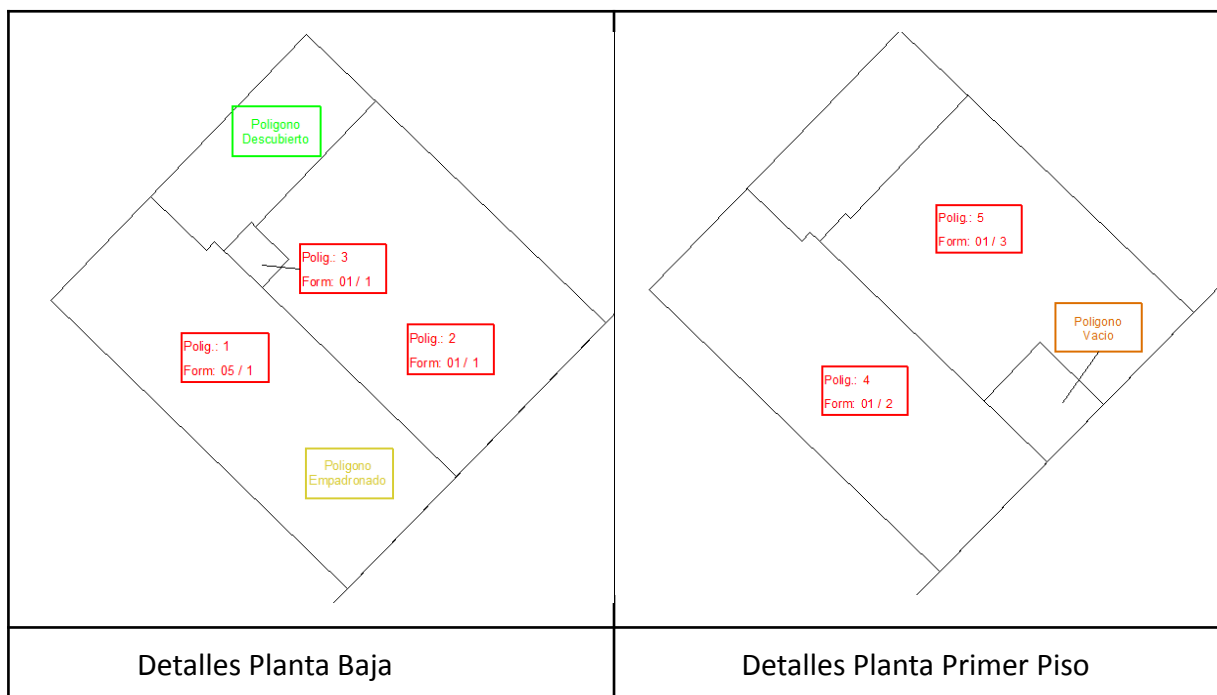 Poligono
Descubierto
Polig.: 3
Form: 01 / 1
Polig.: 1
Form: 05 / 1
Polig.: 2
Form: 01 / 1
Poligono
Empadronado
Polig.: 5
Form: 01 / 3
Poligono
Vacio
Polig.: 4
Form: 01 / 2
Detalles Planta Baja
Detalles Planta Primer Piso